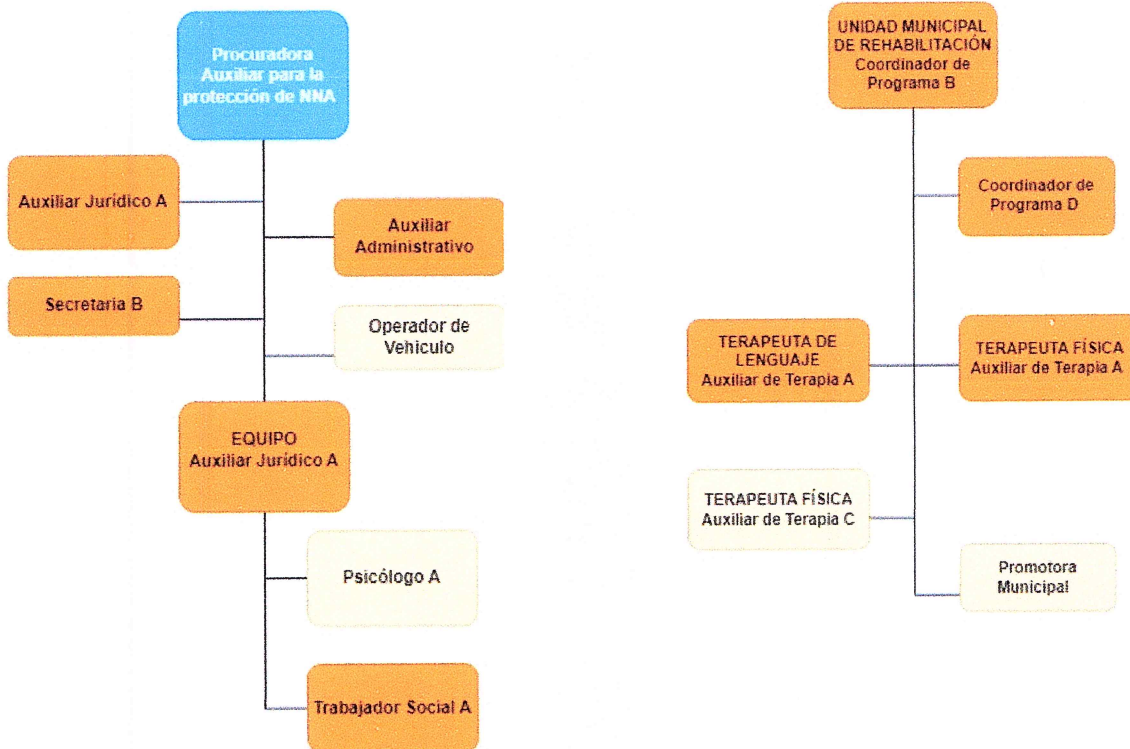 Procuradora
Auxiliar para la
protección de NNA
Auxiliar Jurídico A
Auxiliar
Administrativo
Secretaria B
Operador de
Vehículo
EQUIPO
Auxiliar Jurídico A
Psicólogo A
Trabajador Social A
UNIDAD MUNICIPAL
DE REHABILITACIÓN
Coordinador de
Programa B
Coordinador de
Programa D
TERAPEUTA DE
LENGUAJE
Auxiliar de Terapia A
TERAPEUTA FÍSICA
Auxiliar de Terapia A
TERAPEUTA FÍSICA
Auxiliar de Terapia C
Promotora
Municipal